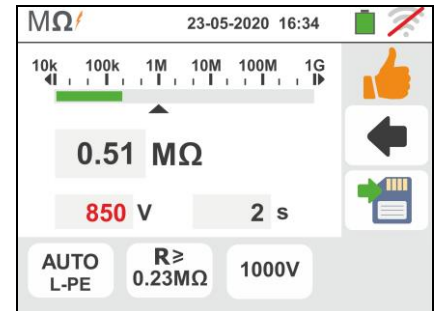 MΩ 23-05-2020 16:34
10k 100k 1M 10M 100M 1G
0.51 MΩ
850 V 2 s
AUTO L-PE
R≥ 0.23MΩ
1000V